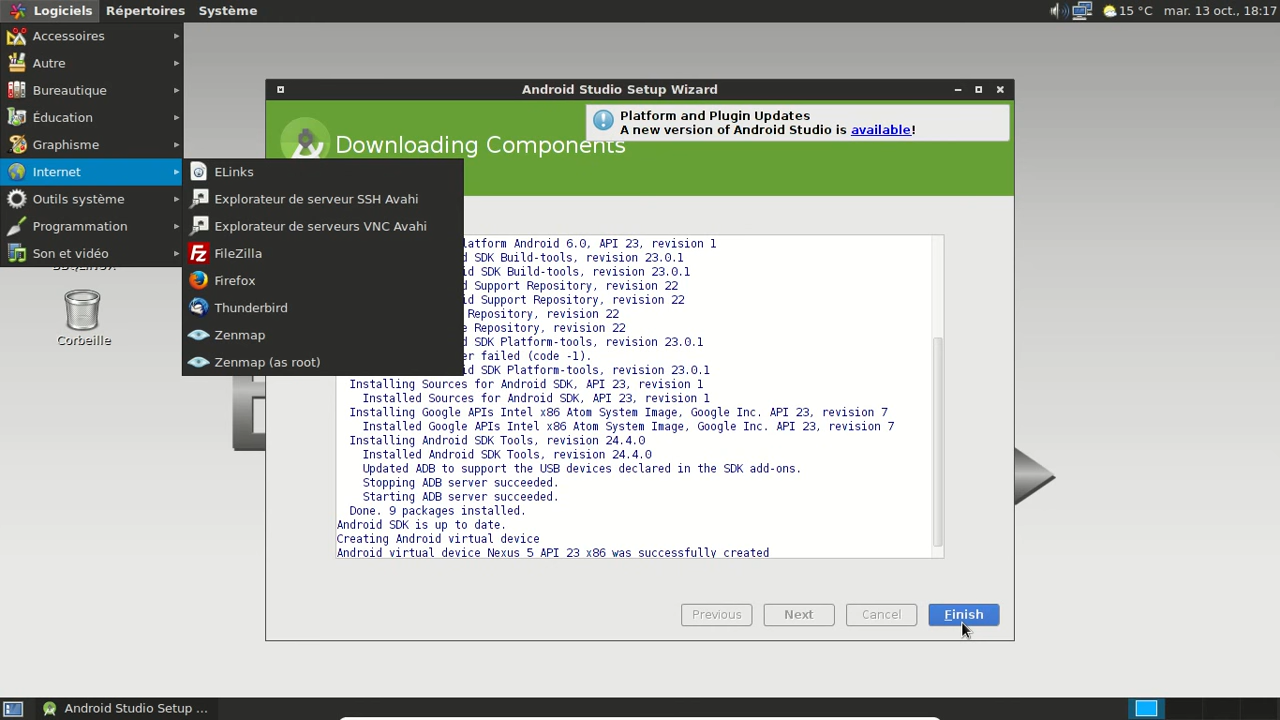 Logiciels Répertoires Système 15 °C mar. 13 oct., 18:17
Accessoires
Autre
Bureautique
Éducation
Graphisme
Internet
Outils système
Programmation
Son et vidéo
ELinks
Explorateur de serveur SSH Avahi
Explorateur de serveurs VNC Avahi
FileZilla
Firefox
Thunderbird
Zenmap
Zenmap (as root)
Corbeille
Android Studio Setup Wizard
Platform and Plugin Updates
A new version of Android Studio is available!
Downloading Components
latform Android 6.0, API 23, revision 1
d SDK Build-tools, revision 23.0.1
d SDK Build-tools, revision 23.0.1
id Support Repository, revision 22
id Support Repository, revision 22
Repository, revision 22
e Repository, revision 22
d SDK Platform-tools, revision 23.0.1
er failed (code -1).
id SDK Platform-tools, revision 23.0.1
Installing Sources for Android SDK, API 23, revision 1
Installed Sources for Android SDK, API 23, revision 1
Installing Google APIs Intel x86 Atom System Image, Google Inc. API 23, revision 7
Installed Google APIs Intel x86 Atom System Image, Google Inc. API 23, revision 7
Installing Android SDK Tools, revision 24.4.0
Installed Android SDK Tools, revision 24.4.0
Updated ADB to support the USB devices declared in the SDK add-ons.
Stopping ADB server succeeded.
Starting ADB server succeeded.
Done. 9 packages installed.
Android SDK is up to date.
Creating Android virtual device
Android virtual device Nexus 5 API 23 x86 was successfully created
Previous Next Cancel Finish
Android Studio Setup ...